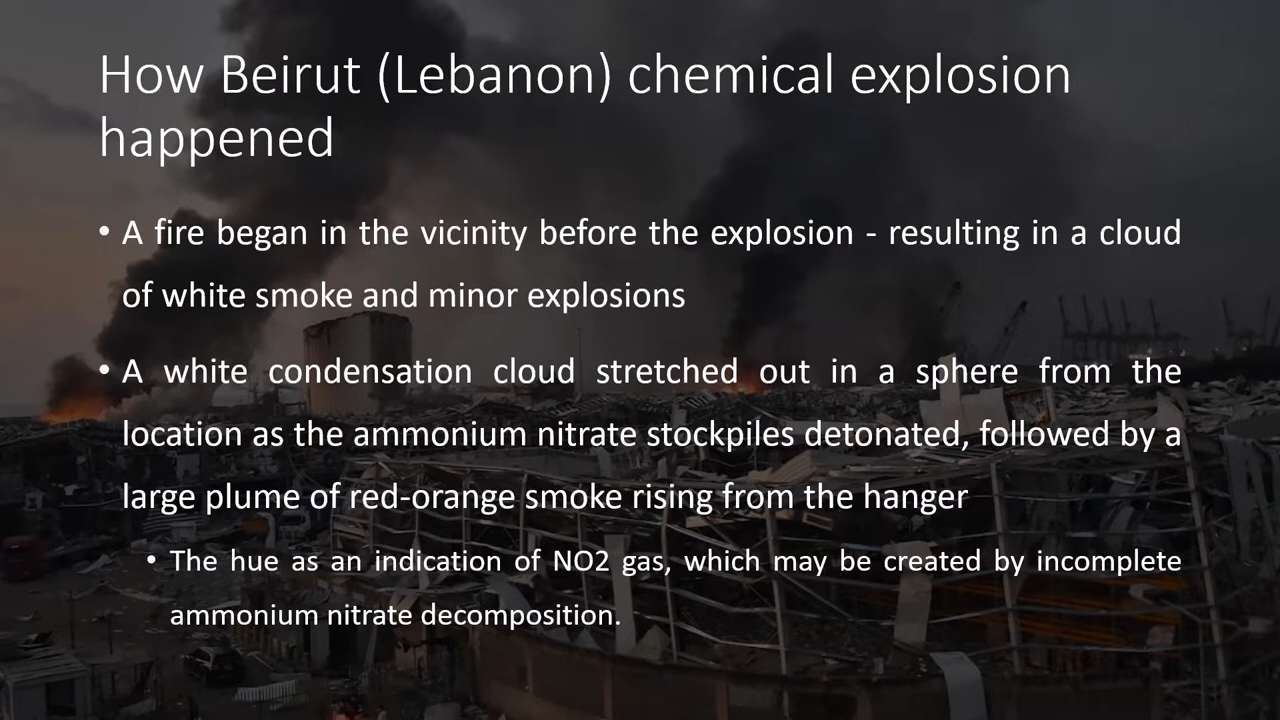 How Beirut (Lebanon) chemical explosion
happened
• A fire began in the vicinity before the explosion - resulting in a cloud
of white smoke and minor explosions
• A white condensation cloud stretched out in a sphere from the
location as the ammonium nitrate stockpiles detonated, followed by a
large plume of red-orange smoke rising from the hanger
• The hue as an indication of NO2 gas, which may be created by incomplete
ammonium nitrate decomposition.